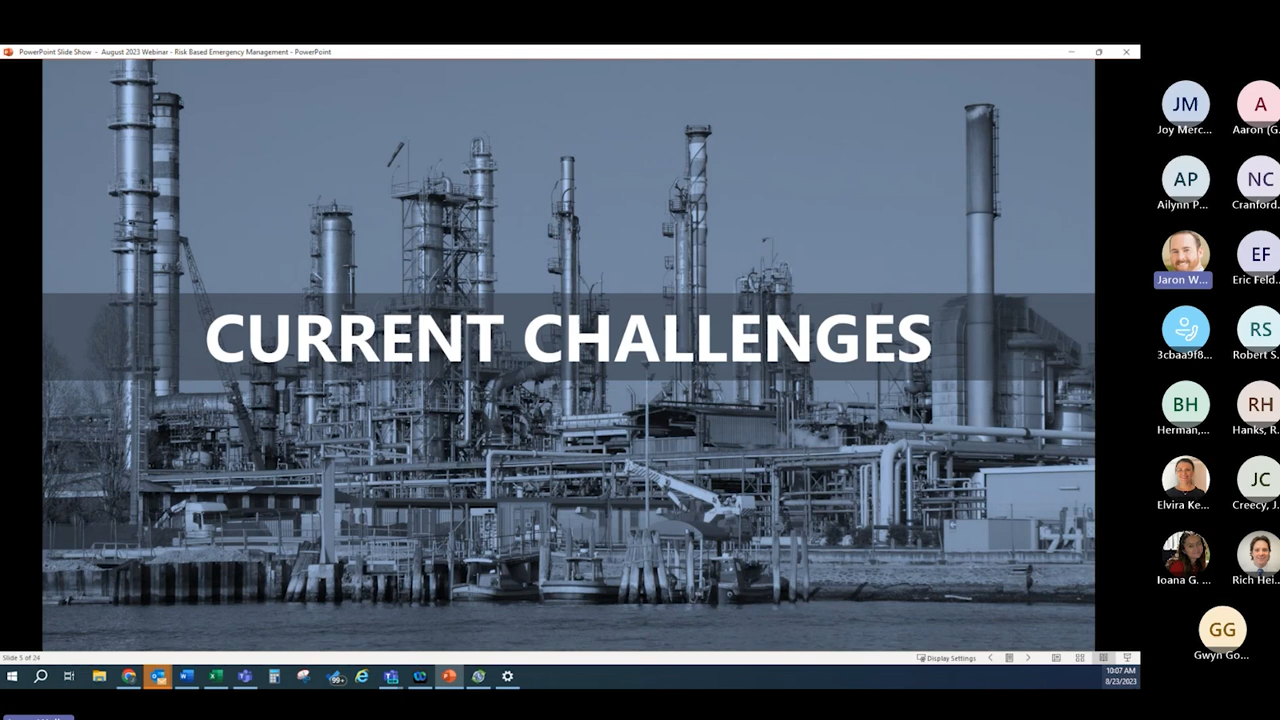 PowerPoint Slide Show - August 2023 Webinar - Risk Based Emergency Management - PowerPoint
CURRENT CHALLENGES
Slide 5 of 24
Display Settings
99+
10:07 AM
8/23/2023
JM
Joy Merc...
A
Aaron (G.
AP
Ailynn P...
NC
Cranford.
Jaron W...
EF
Eric Feld..
3cbaa9f8...
RS
Robert S.
BH
Herman,...
RH
Hanks, R.
Elvira Ke...
JC
Creecy, J.
Ioana G. ...
Rich Hei..
GG
Gwyn Go...